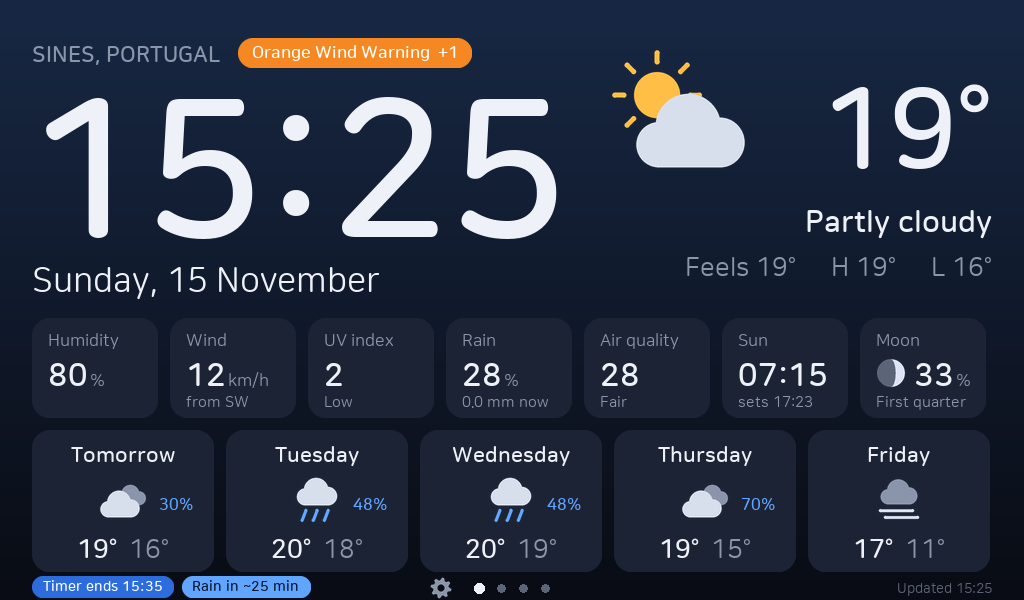 SINES, PORTUGAL
Orange Wind Warning +1
15:25
19°
Partly cloudy
Feels 19° H 19° L 16°
Sunday, 15 November
Humidity
80%
Wind
12 km/h
from SW
UV index
2
Low
Rain
28%
0.0 mm now
Air quality
28
Fair
Sun
07:15
sets 17:23
Moon
33%
First quarter
Tomorrow
30%
19° 16°
Tuesday
48%
20° 18°
Wednesday
48%
20° 19°
Thursday
70%
19° 15°
Friday
17° 11°
Timer ends 15:35
Rain in ~25 min
Updated 15:25